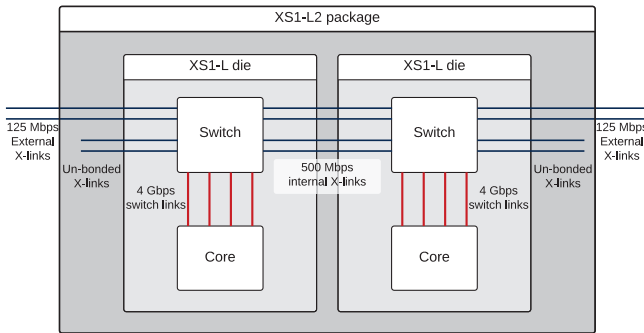 XS1-L2 package
XS1-L die
XS1-L die
Switch
Switch
125 Mbps
External
X-links
125 Mbps
External
X-links
Un-bonded
X-links
500 Mbps
internal X-links
Un-bonded
X-links
4 Gbps
switch links
4 Gbps
switch links
Core
Core